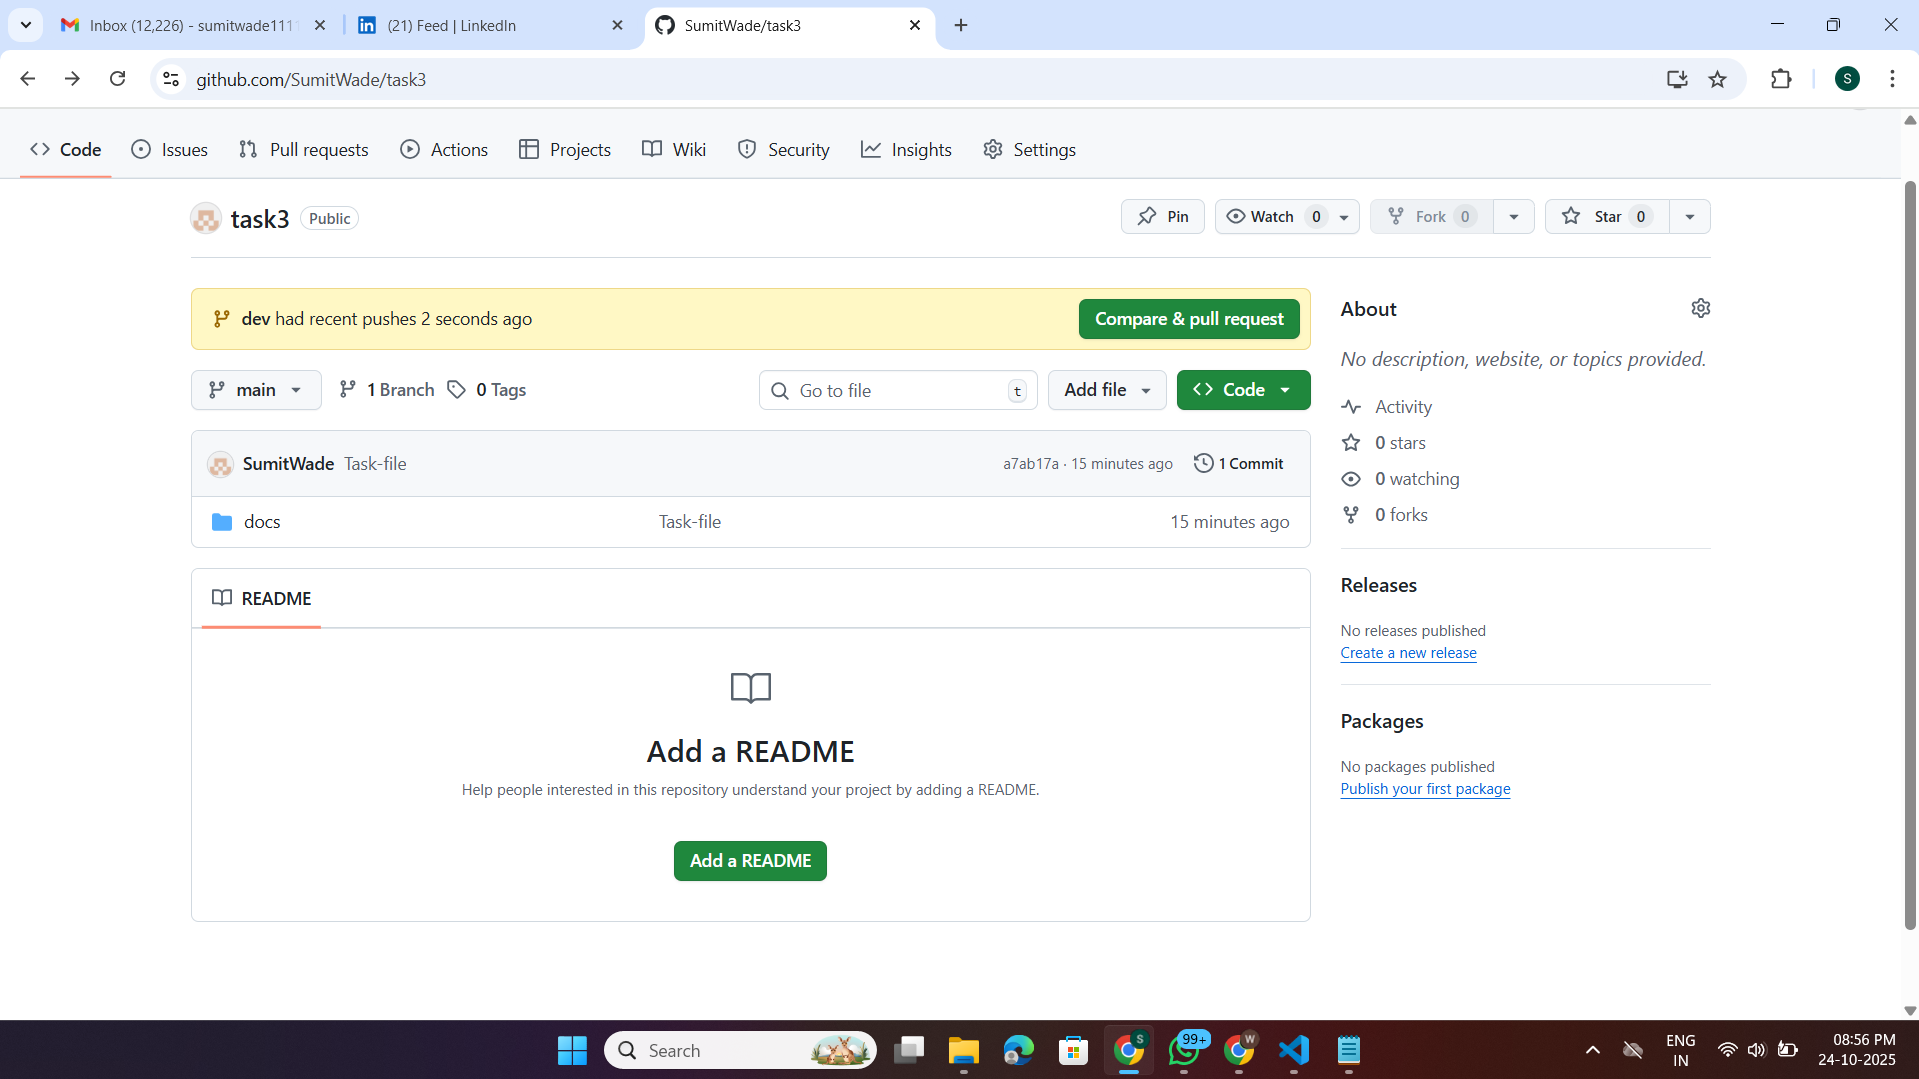 Inbox (12,226) - sumitwade111
(21) Feed | LinkedIn
SumitWade/task3
github.com/SumitWade/task3
S
Code
Issues
Pull requests
Actions
Projects
Wiki
Security
Insights
Settings
task3
Public
Pin
Watch 0
Fork 0
Star 0
dev had recent pushes 2 seconds ago
Compare & pull request
main
1 Branch
0 Tags
Go to file
t
Add file
Code
SumitWade Task-file
a7ab17a · 15 minutes ago
1 Commit
docs
Task-file
15 minutes ago
README
Add a README
Help people interested in this repository understand your project by adding a README.
Add a README
About
No description, website, or topics provided.
Activity
0 stars
0 watching
0 forks
Releases
No releases published
Create a new release
Packages
No packages published
Publish your first package
Search
S
99+
W
ENG
IN
08:56 PM
24-10-2025